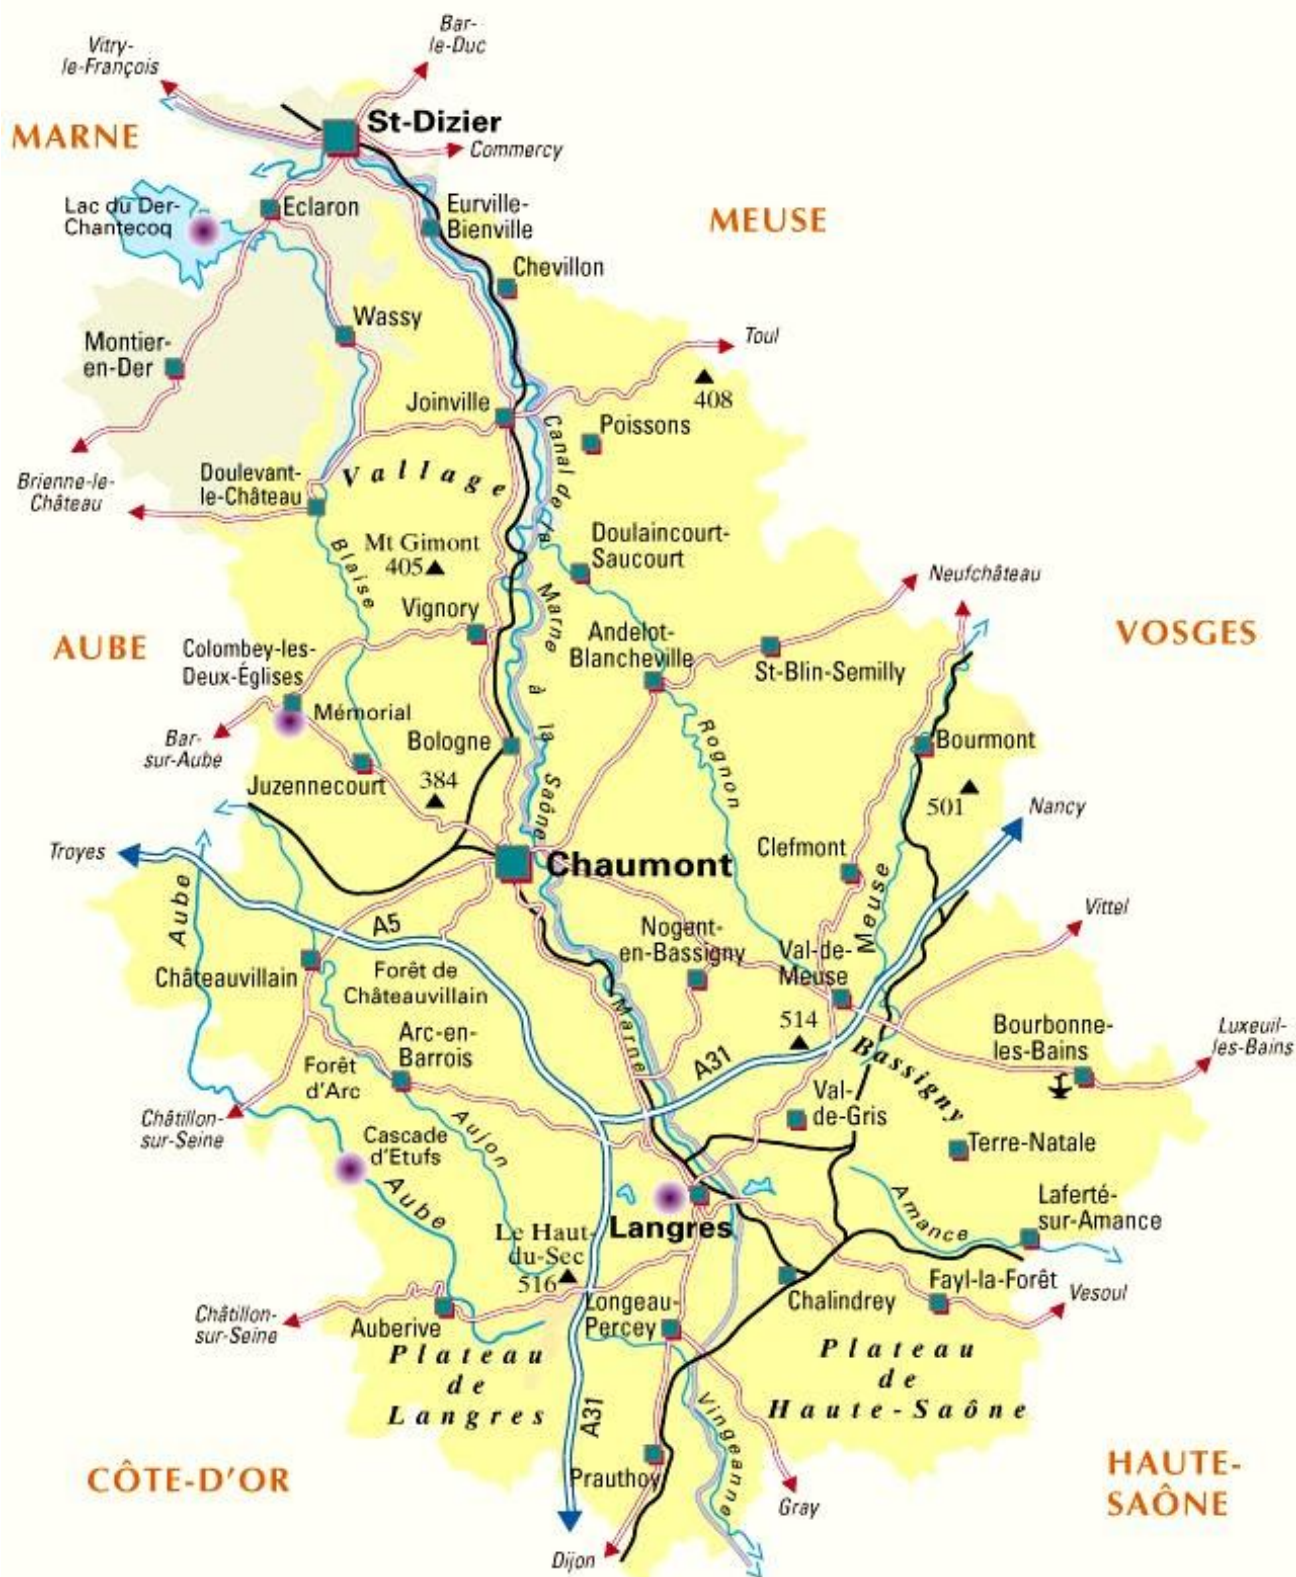 Bar-
le-Duc
Vitry-
le-François
St-Dizier
MARNE
Commercy
Lac du Der-
Chantecoq
Eclaron
Eurville-
Bienville
MEUSE
Chevillon
Wassy
Toul
Montier-
en-Der
408
Joinville
Poissons
Canal de la Marne à la Saône
Brienne-le-
Château
Doulevant-
le-Château
Vallage
Blaise
Mt Gimont
405
Doulaincourt-
Saucourt
Neufchâteau
Vignory
Andelot-
Blancheville
VOSGES
AUBE
Colombey-les-
Deux-Églises
St-Blin-Semilly
Mémorial
Bar-
sur-Aube
Bologne
Rognon
Bourmont
Juzennecourt
384
501
Nancy
Troyes
Chaumont
Clefmont
Meuse
Aube
A5
Nogent-
en-Bassigny
Val-de-
Meuse
Vittel
Châteauvillain
Forêt de
Châteauvillain
Marne
514
Bassigny
Bourbonne-
les-Bains
Luxeuil-
les-Bains
Arc-en-
Barrois
A31
Forêt
d'Arc
Val-
de-Gris
Châtillon-
sur-Seine
Aujon
Cascade
d'Etufs
Terre-Natale
Aube
Amance
Laferté-
sur-Amance
Langres
Le Haut-
du-Sec
516
Fayl-la-Forêt
Vesoul
Châtillon-
sur-Seine
Auberive
Longeau-
Percey
Chalindrey
Plateau
de
Langres
Plateau
de
Haute-Saône
A31
Vingeanne
CÔTE-D'OR
Prauthoy
HAUTE-
SAÔNE
Gray
Dijon